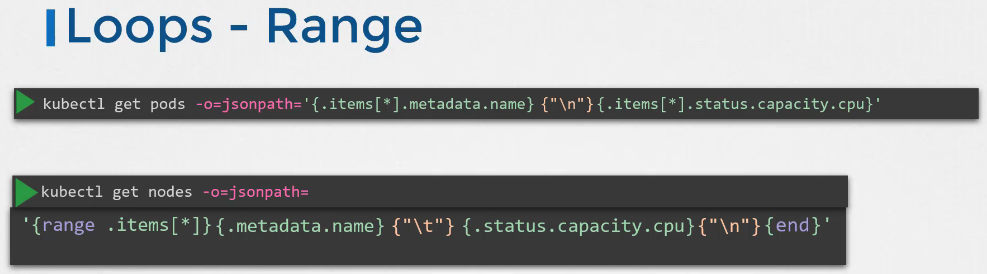 Loops - Range
kubectl get pods -o=jsonpath='{.items[*].metadata.name} {"\n"}{.items[*].status.capacity.cpu}'
kubectl get nodes -o=jsonpath=
'{range .items[*]}{.metadata.name} {"\t"} {.status.capacity.cpu}{"\n"}{end}'